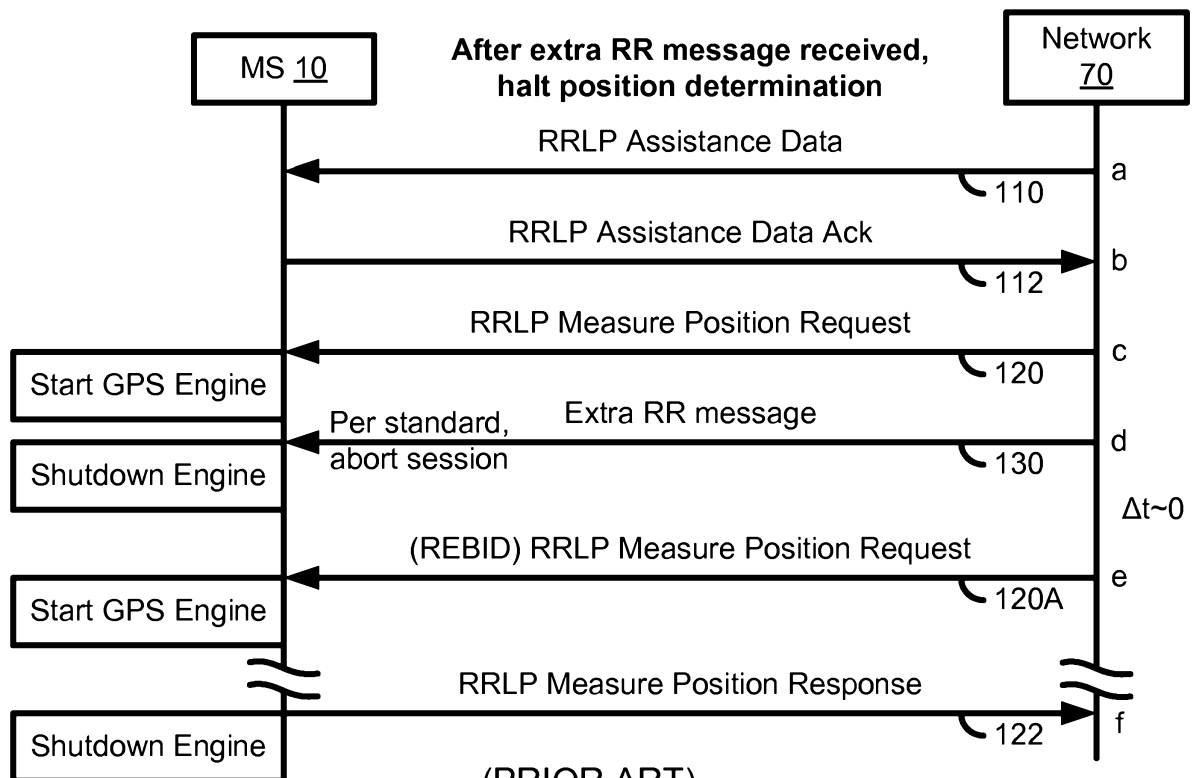 MS 10
After extra RR message received,
halt position determination
Network
70
RRLP Assistance Data
a
110
RRLP Assistance Data Ack
b
112
RRLP Measure Position Request
c
120
Start GPS Engine
Extra RR message
Per standard,
abort session
d
130
Shutdown Engine
Δt~0
(REBID) RRLP Measure Position Request
e
120A
Start GPS Engine
RRLP Measure Position Response
f
122
Shutdown Engine
(PRIOR ART)